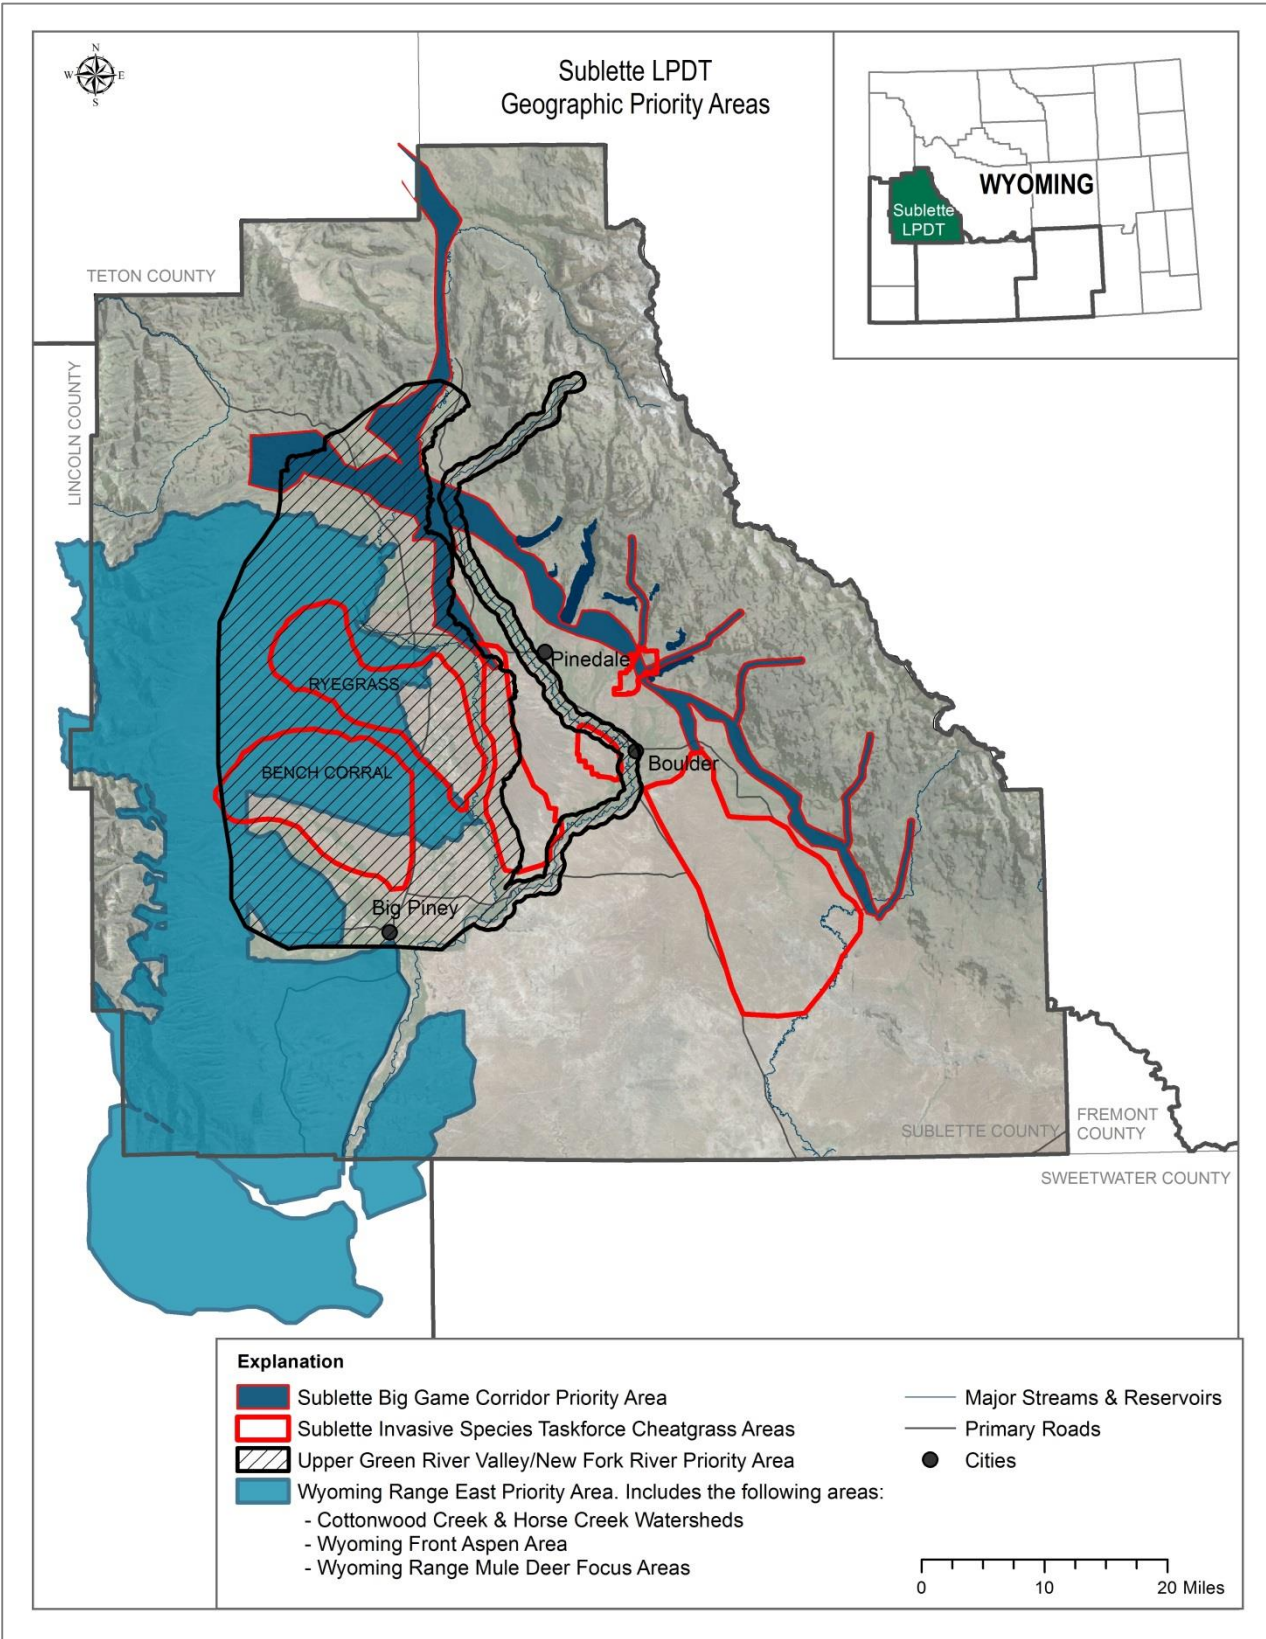 N
W E
S
Sublette LPDT
Geographic Priority Areas
WYOMING
Sublette
LPDT
TETON COUNTY
LINCOLN COUNTY
Pinedale
RYEGRASS
BENCH CORRAL
Boulder
Big Piney
SUBLETTE COUNTY
FREMONT
COUNTY
SWEETWATER COUNTY
Explanation
Sublette Big Game Corridor Priority Area
Sublette Invasive Species Taskforce Cheatgrass Areas
Upper Green River Valley/New Fork River Priority Area
Wyoming Range East Priority Area. Includes the following areas:
- Cottonwood Creek & Horse Creek Watersheds
- Wyoming Front Aspen Area
- Wyoming Range Mule Deer Focus Areas
Major Streams & Reservoirs
Primary Roads
Cities
0 10 20 Miles